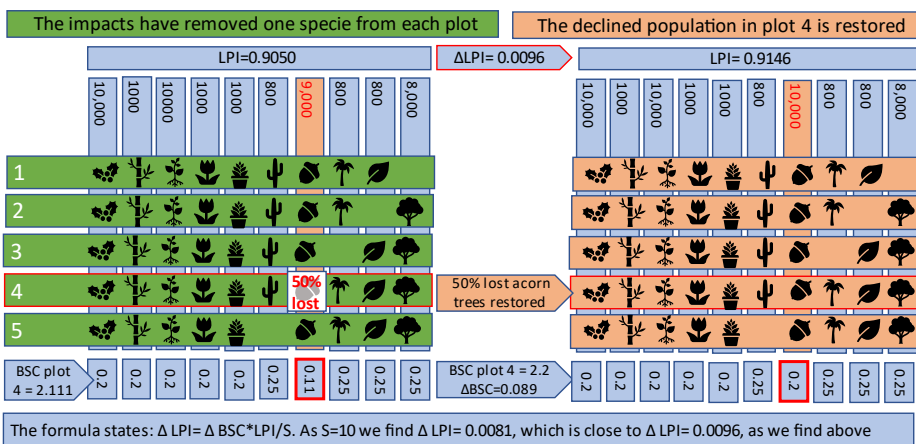 The impacts have removed one specie from each plot
The declined population in plot 4 is restored
LPI=0.9050
ΔLPI= 0.0096
LPI=0.9146
10,000 1000 10,000 1000 1000 800 9,000 800 800 8,000
10,000 1000 10,000 1000 1000 800 10,000 800 800 8,000
1
2
3
4
50%
lost
5
50% lost acorn
trees restored
BSC plot
4 = 2.111
0.2 0.2 0.2 0.2 0.2 0.25 0.11 0.25 0.25 0.25
BSC plot 4 = 2.2
ΔBSC=0.089
0.2 0.2 0.2 0.2 0.2 0.25 0.2 0.25 0.25 0.25
The formula states: Δ LPI= Δ BSC*LPI/S. As S=10 we find Δ LPI= 0.0081, which is close to Δ LPI= 0.0096, as we find above